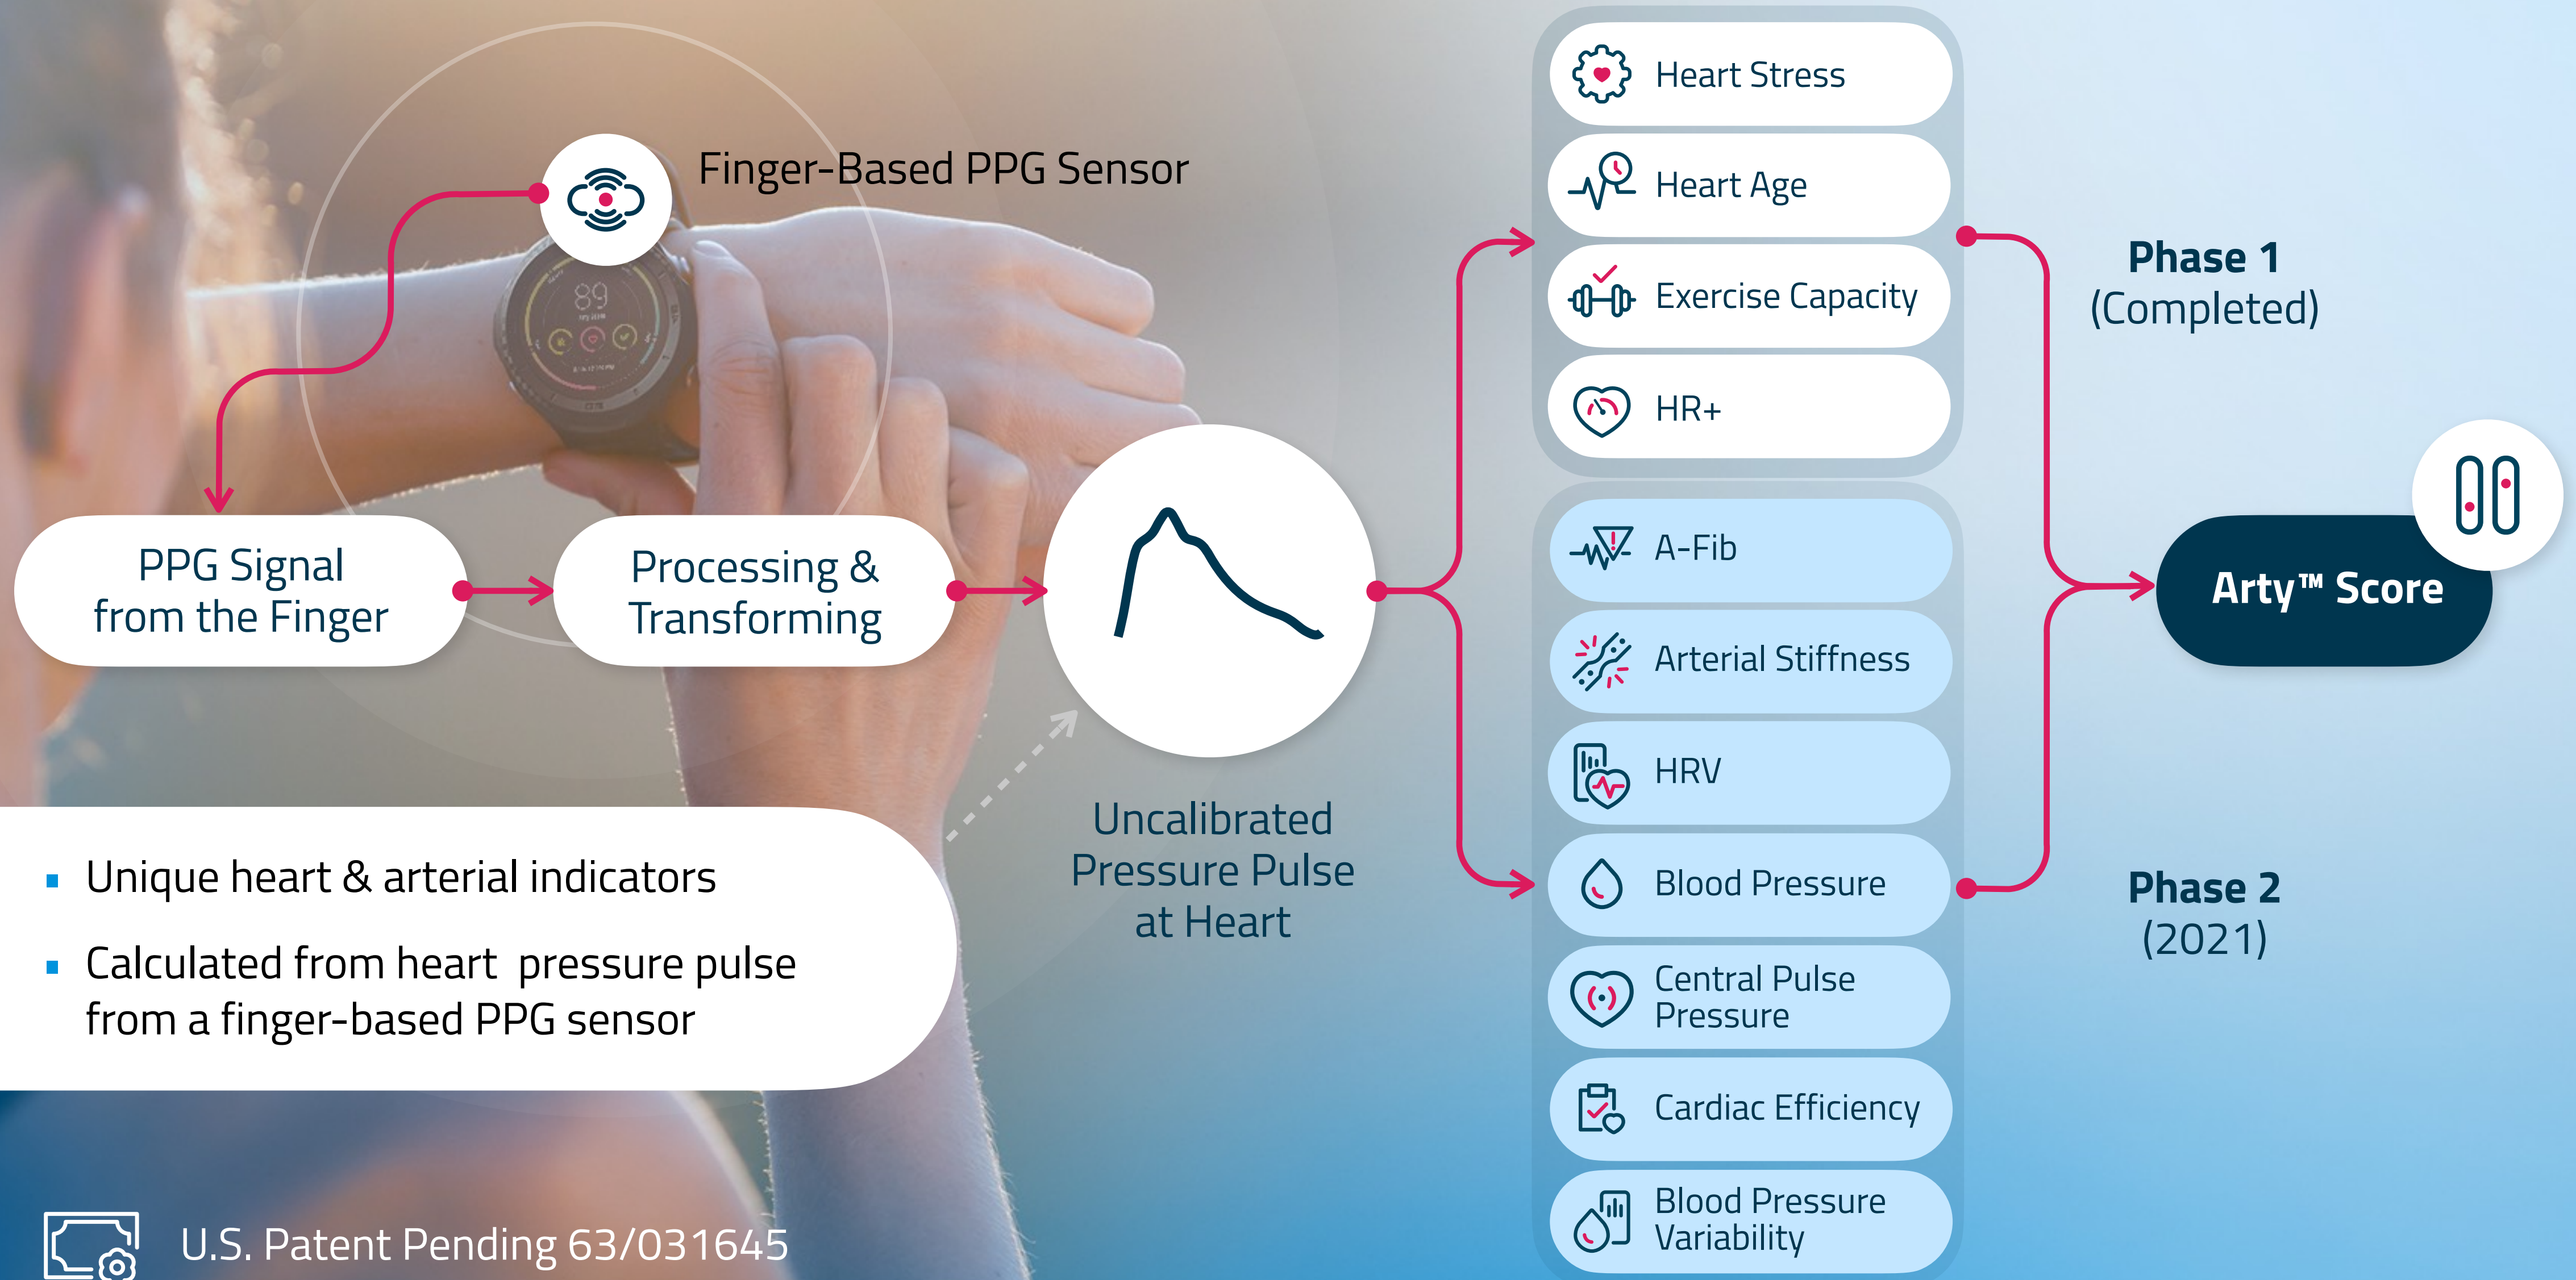 Finger-Based PPG Sensor
89
PPG Signal
from the Finger
Processing &
Transforming
Uncalibrated
Pressure Pulse
at Heart
▪ Unique heart & arterial indicators
▪ Calculated from heart pressure pulse
from a finger-based PPG sensor
U.S. Patent Pending 63/031645
Heart Stress
Heart Age
Exercise Capacity
HR+
A-Fib
Arterial Stiffness
HRV
Blood Pressure
Central Pulse
Pressure
Cardiac Efficiency
Blood Pressure
Variability
Phase 1
(Completed)
Arty™ Score
Phase 2
(2021)